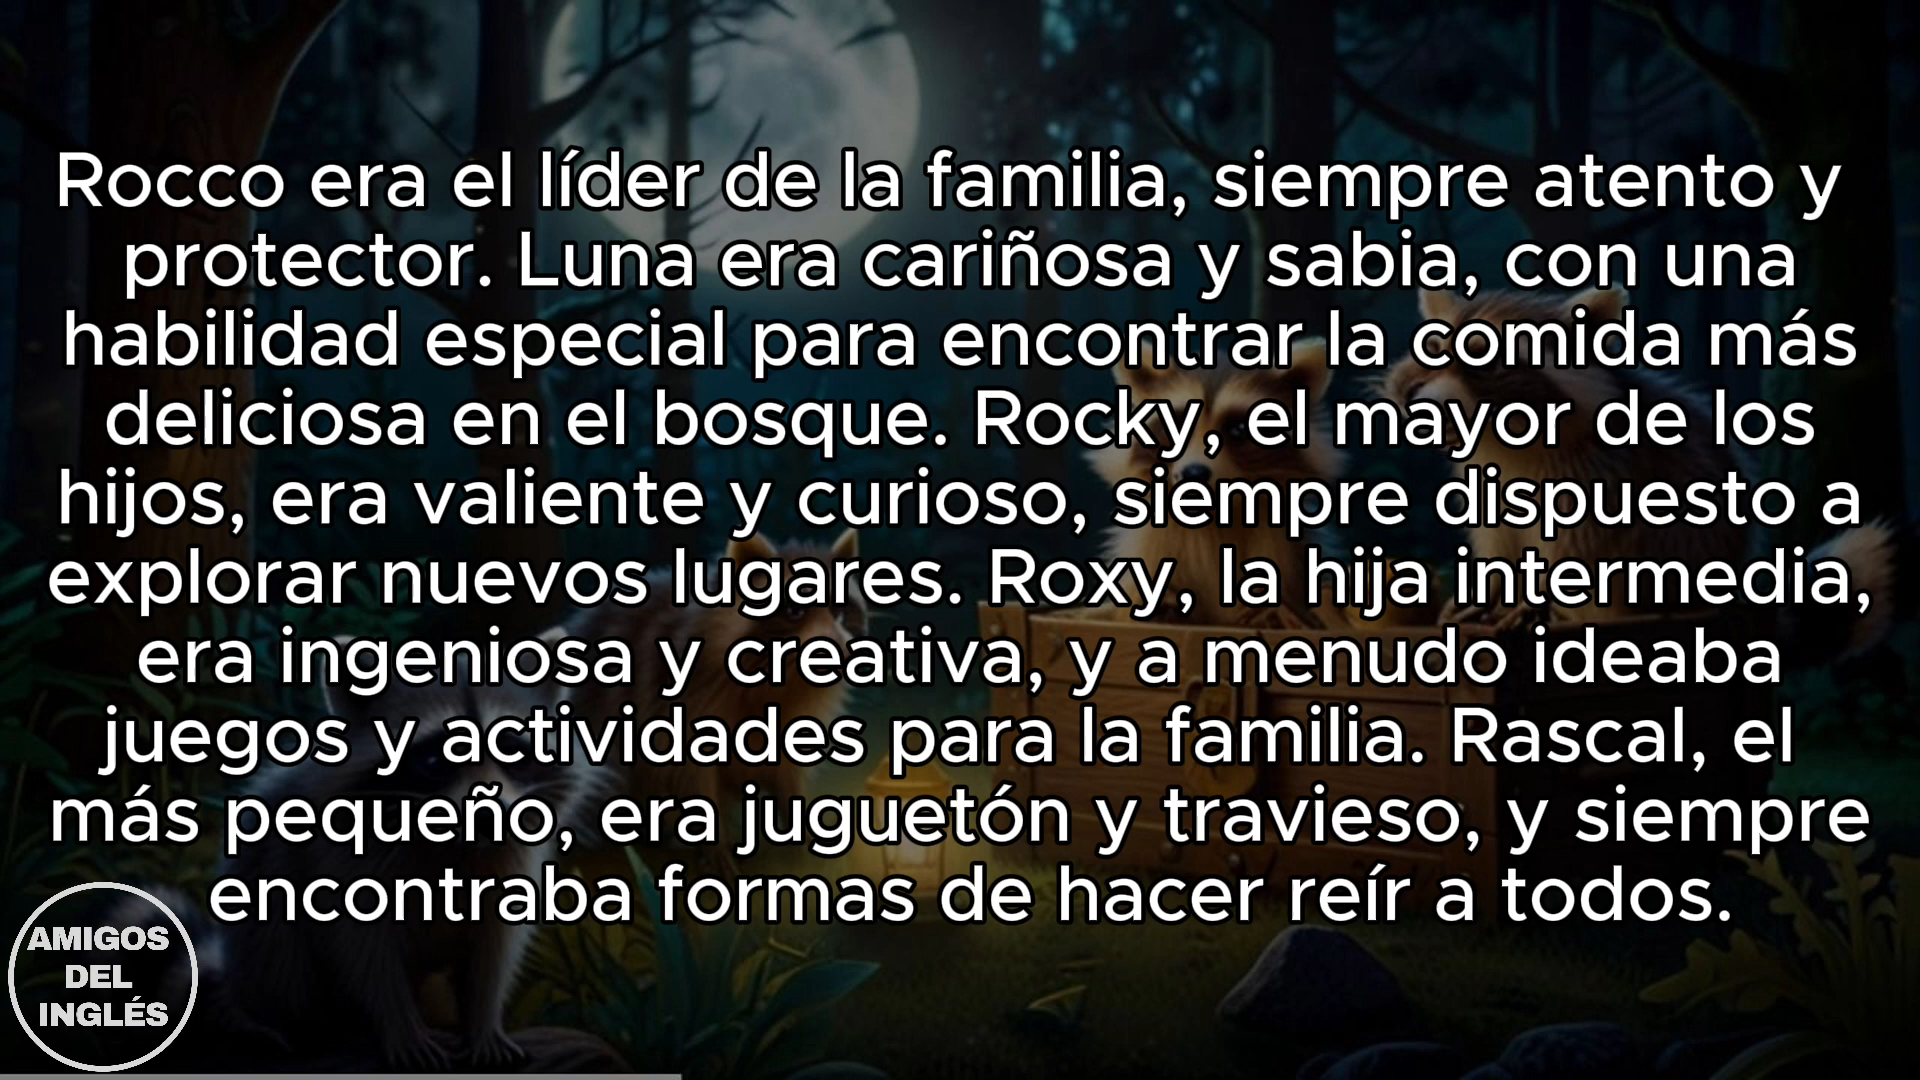 Rocco era el líder de la familia, siempre atento y
protector. Luna era cariñosa y sabia, con una
habilidad especial para encontrar la comida más
deliciosa en el bosque. Rocky, el mayor de los
hijos, era valiente y curioso, siempre dispuesto a
explorar nuevos lugares. Roxy, la hija intermedia,
era ingeniosa y creativa, y a menudo ideaba
juegos y actividades para la familia. Rascal, el
más pequeño, era juguetón y travieso, y siempre
encontraba formas de hacer reír a todos.
AMIGOS
DEL
INGLÉS